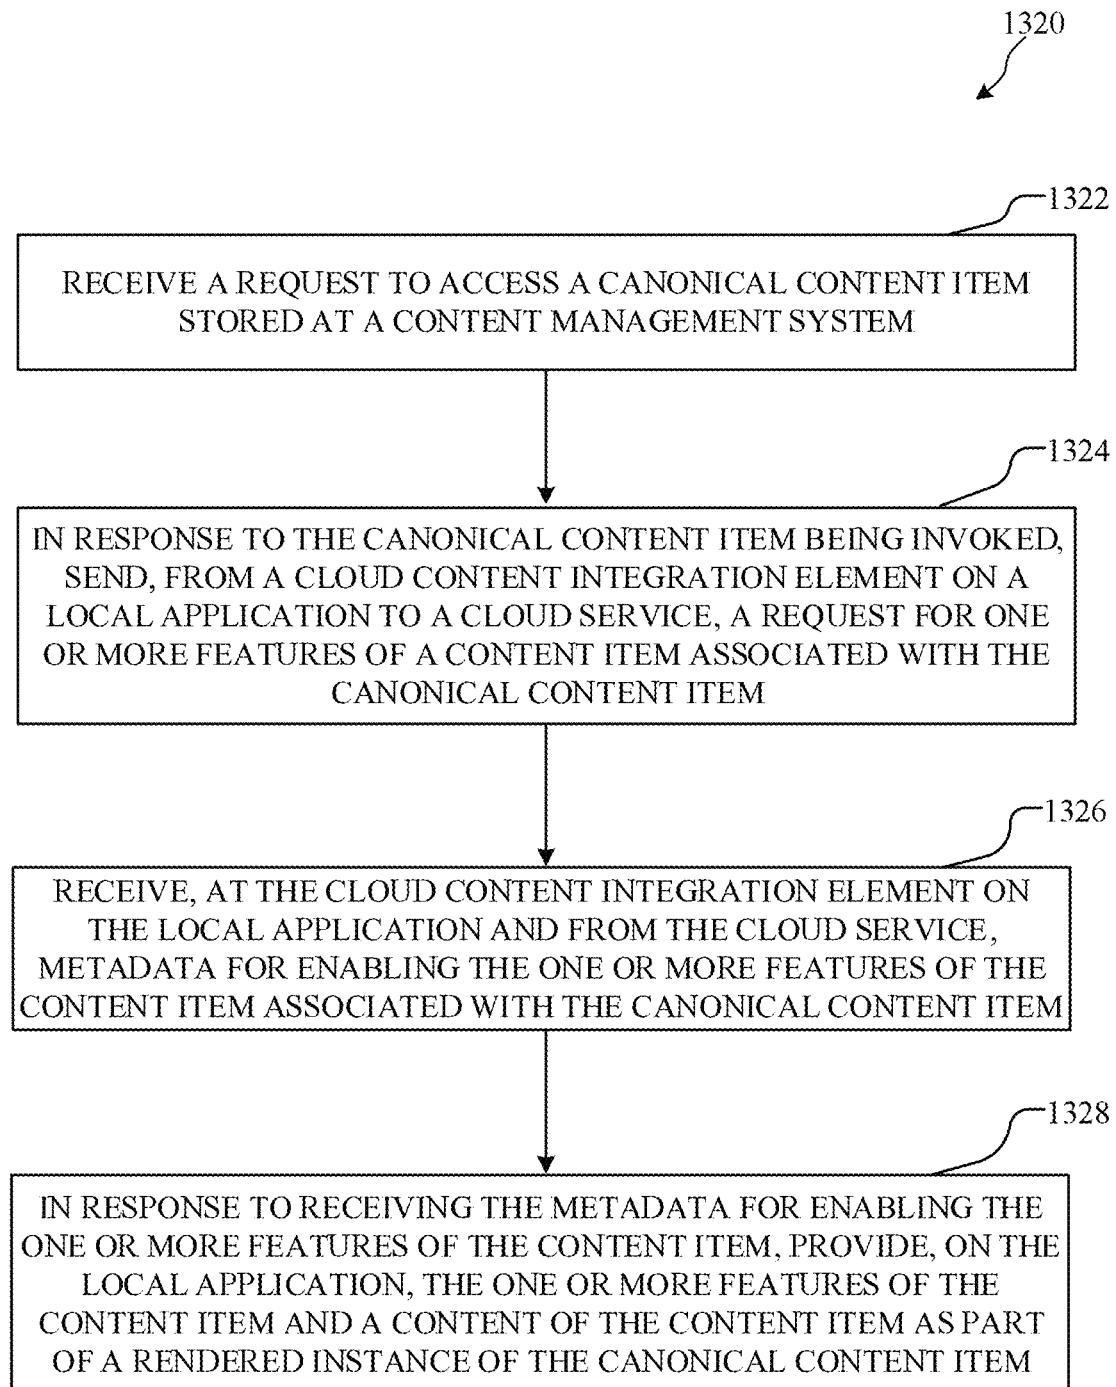 1320
1322
RECEIVE A REQUEST TO ACCESS A CANONICAL CONTENT ITEM
STORED AT A CONTENT MANAGEMENT SYSTEM
1324
IN RESPONSE TO THE CANONICAL CONTENT ITEM BEING INVOKED,
SEND, FROM A CLOUD CONTENT INTEGRATION ELEMENT ON A
LOCAL APPLICATION TO A CLOUD SERVICE, A REQUEST FOR ONE
OR MORE FEATURES OF A CONTENT ITEM ASSOCIATED WITH THE
CANONICAL CONTENT ITEM
1326
RECEIVE, AT THE CLOUD CONTENT INTEGRATION ELEMENT ON
THE LOCAL APPLICATION AND FROM THE CLOUD SERVICE,
METADATA FOR ENABLING THE ONE OR MORE FEATURES OF THE
CONTENT ITEM ASSOCIATED WITH THE CANONICAL CONTENT ITEM
1328
IN RESPONSE TO RECEIVING THE METADATA FOR ENABLING THE
ONE OR MORE FEATURES OF THE CONTENT ITEM, PROVIDE, ON THE
LOCAL APPLICATION, THE ONE OR MORE FEATURES OF THE
CONTENT ITEM AND A CONTENT OF THE CONTENT ITEM AS PART
OF A RENDERED INSTANCE OF THE CANONICAL CONTENT ITEM